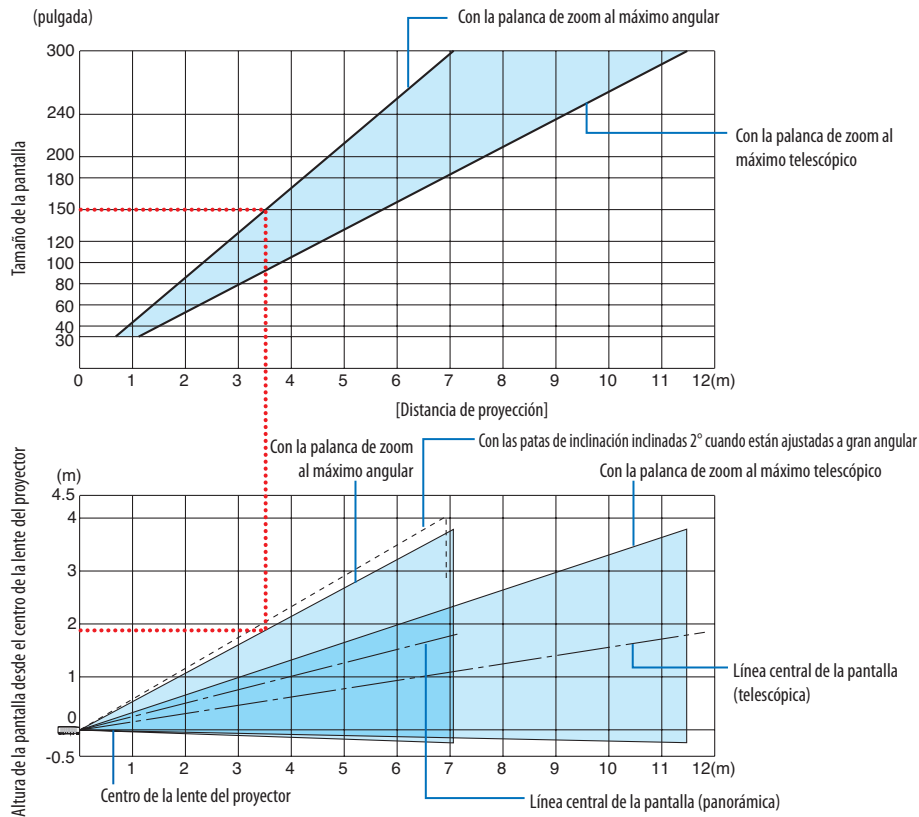 (pulgada)
Con la palanca de zoom al máximo angular
300
240
200
180
150
120
100
80
60
40
30
Tamaño de la pantalla
Con la palanca de zoom al
máximo telescópico
0 1 2 3 4 5 6 7 8 9 10 11 12(m)
[Distancia de proyección]
Con la palanca de zoom
al máximo angular
Con las patas de inclinación inclinadas 2° cuando están ajustadas a gran angular
Con la palanca de zoom al máximo telescópico
(m)
4.5
4
3
2
1
0
-0.5
Altura de la pantalla desde el centro de la lente del proyector
Línea central de la pantalla
(telescópica)
1 2 3 4 5 6 7 8 9 10 11 12(m)
Centro de la lente del proyector
Línea central de la pantalla (panorámica)